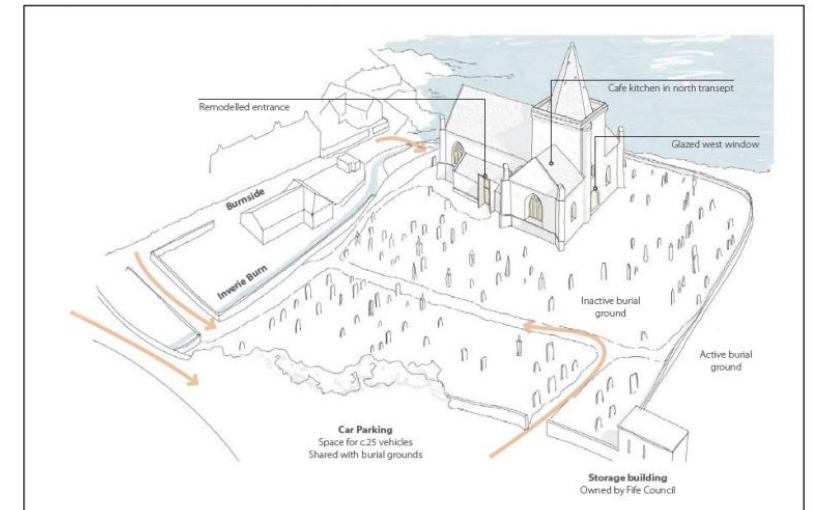 Cafe kitchen in north transept
Remodelled entrance
Glazed west window
Burnside
Inverie Burn
Inactive burial
ground
Active burial
ground
Car Parking
Space for c.25 vehicles
Shared with burial grounds
Storage building
Owned by Fife Council